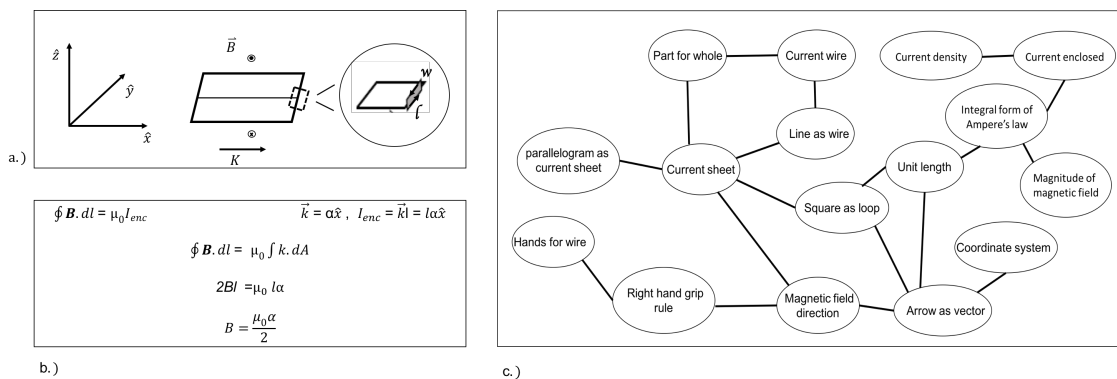 a.)
ẑ
ŷ
x̂
B⃗
K
w
l
∮ B. dl = μ₀I_enc
k⃗ = αx̂ , I_enc = k⃗l = lαx̂
∮ B. dl = μ₀ ∫ k. dA
2Bl =μ₀ lα
B = μ₀α / 2
b.)
Part for whole
Current wire
Current density
Current enclosed
Integral form of
Ampere's law
Line as wire
parallelogram as
current sheet
Current sheet
Unit length
Magnitude of
magnetic field
Square as loop
Hands for wire
Coordinate system
Right hand grip
rule
Magnetic field
direction
Arrow as vector
c.)